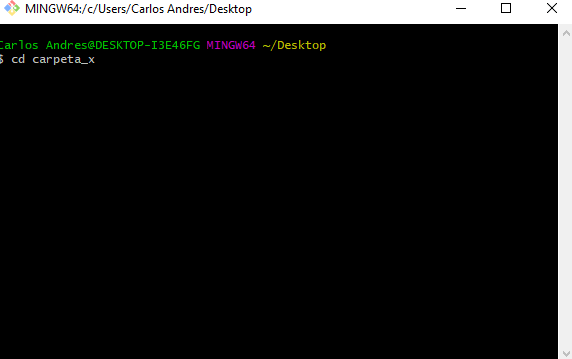 MINGW64:/c/Users/Carlos Andres/Desktop
Carlos Andres@DESKTOP-I3E46FG MINGW64 ~/Desktop
$ cd carpeta_x